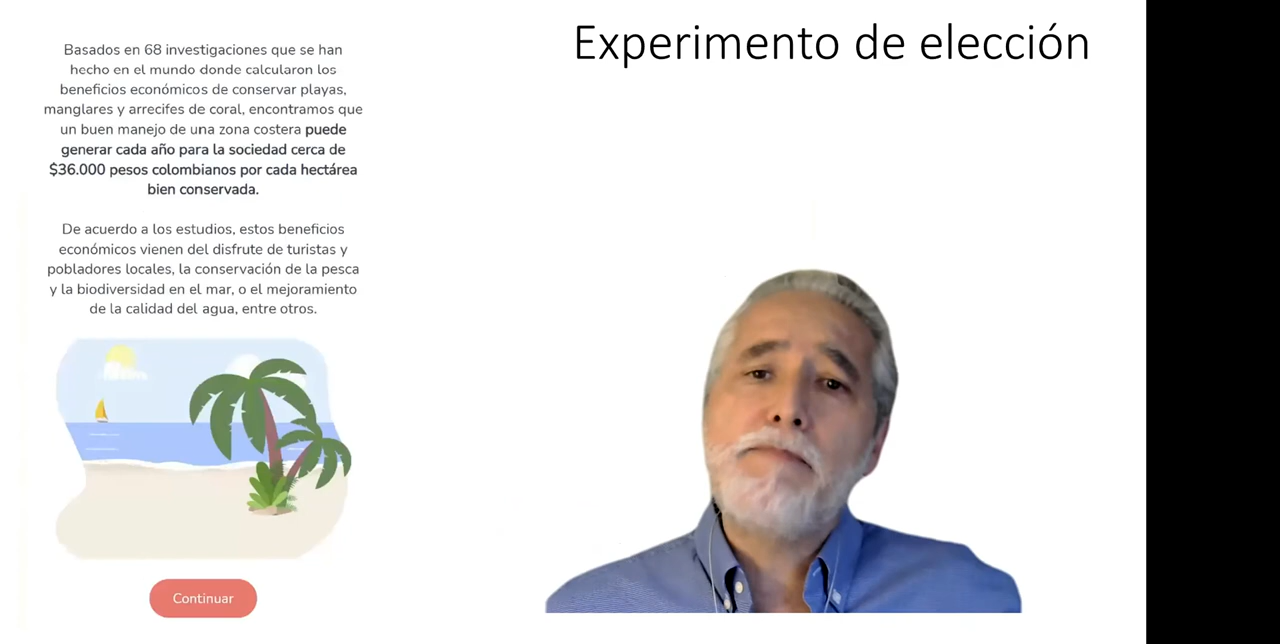 Experimento de elección
Basados en 68 investigaciones que se han
hecho en el mundo donde calcularon los
beneficios económicos de conservar playas,
manglares y arrecifes de coral, encontramos que
un buen manejo de una zona costera puede
generar cada año para la sociedad cerca de
$36.000 pesos colombianos por cada hectárea
bien conservada.
De acuerdo a los estudios, estos beneficios
económicos vienen del disfrute de turistas y
pobladores locales, la conservación de la pesca
y la biodiversidad en el mar, o el mejoramiento
de la calidad del agua, entre otros.
Continuar